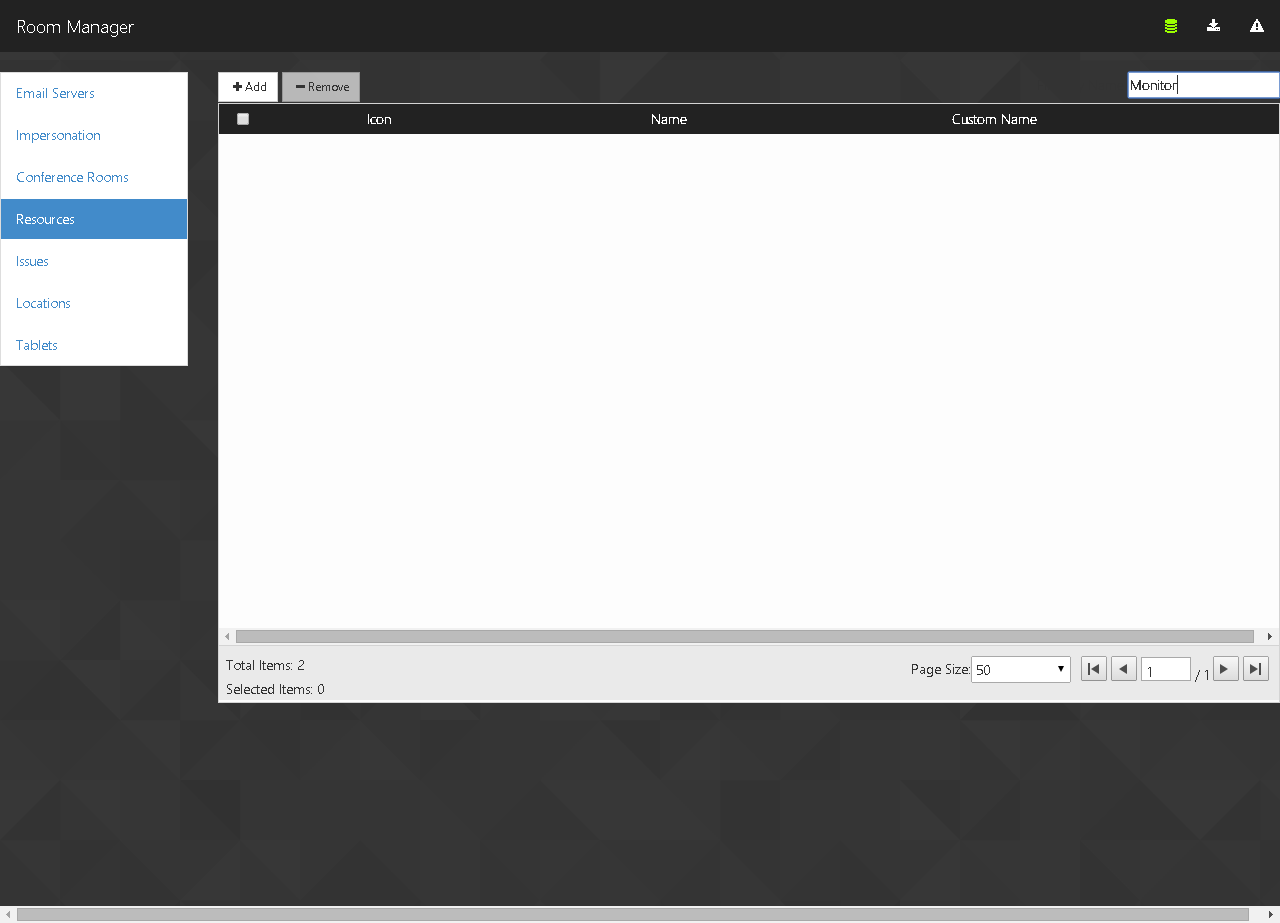 Room Manager
Email Servers
Impersonation
Conference Rooms
Resources
Issues
Locations
Tablets
Add
Remove
Monitor
Icon Name Custom Name
Total Items: 2
Selected Items: 0
Page Size: 50
1 / 1